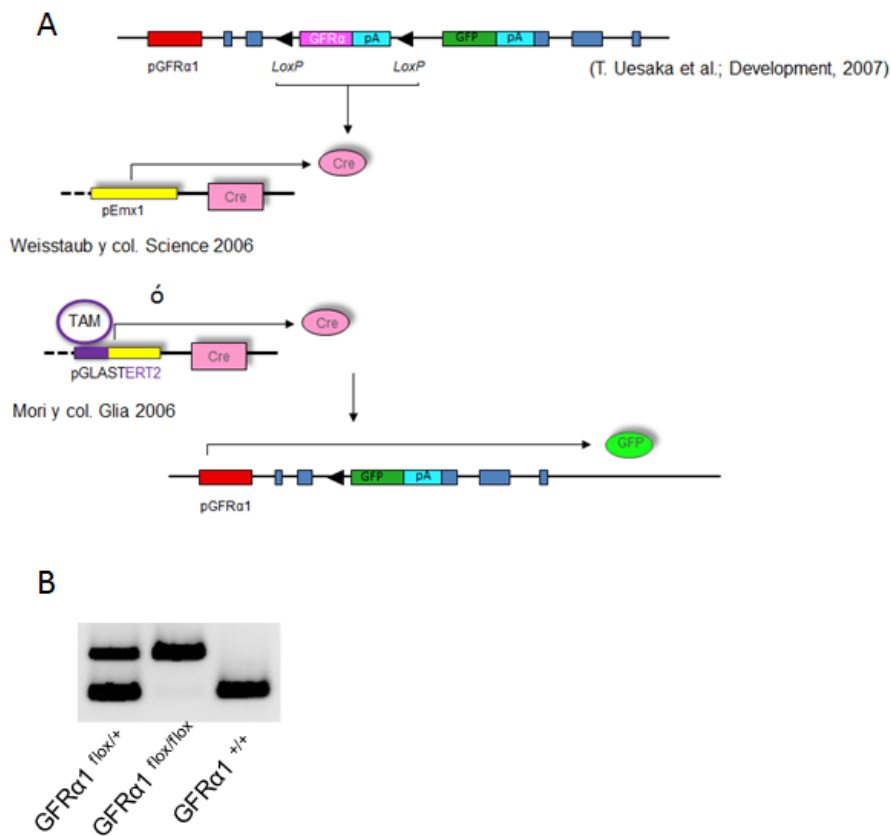 A
GFRα pA GFP pA
pGFRα1
LoxP LoxP
(T. Uesaka et al.; Development, 2007)
Cre
Cre
pEmx1
Weisstaub y col. Science 2006
ó
TAM
Cre
Cre
pGLASTERT2
Mori y col. Glia 2006
GFP
GFP pA
pGFRα1
B
GFRα1 flox/+
GFRα1 flox/flox
GFRα1 +/+